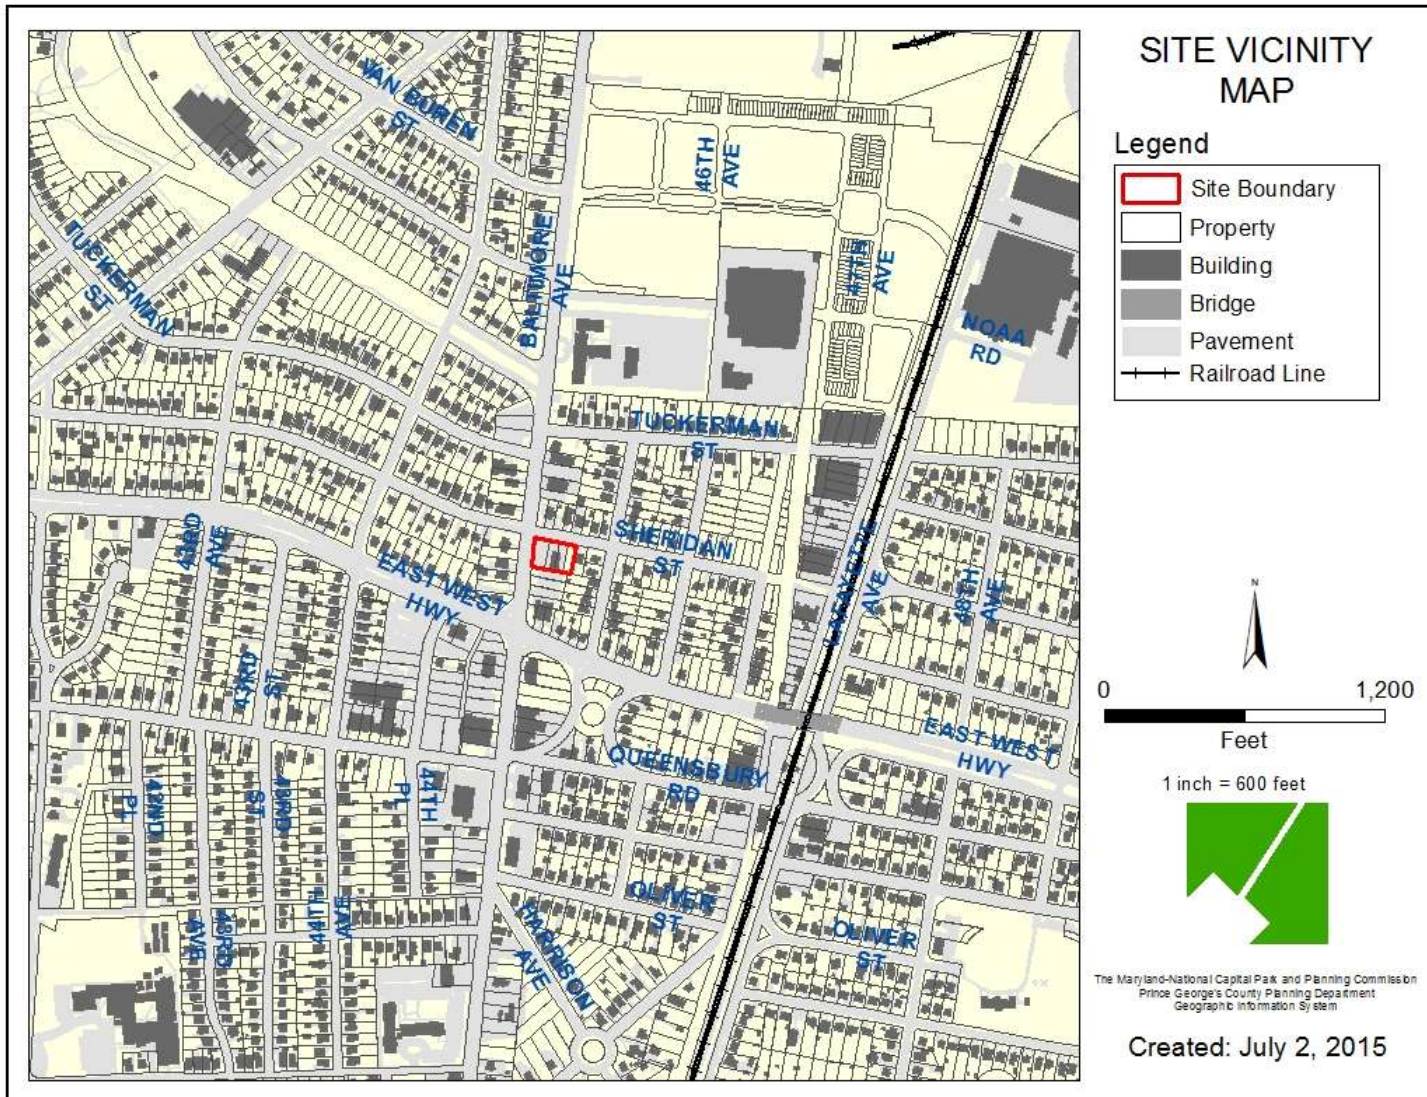 SITE VICINITY
MAP
Legend
Site Boundary
Property
Building
Bridge
Pavement
Railroad Line
VAN BUREN
ST
46TH
AVE
TUCKERMAN
ST
BALTIMORE
AVE
47TH
AVE
NOAA
RD
TUCKERMAN
ST
43RD
AVE
SHERIDAN
ST
EAST WEST
HWY
LAFAYETTE
AVE
48TH
AVE
43RD
ST
EAST WEST
HWY
QUEENSBURY
RD
42ND
PL
43RD
ST
44TH
PL
OLIVER
ST
43RD
AVE
44TH
AVE
HARRISON
AVE
OLIVER
ST
N
0 1,200
Feet
1 inch = 600 feet
The Maryland-National Capital Park and Planning Commission
Prince George's County Planning Department
Geographic Information System
Created: July 2, 2015